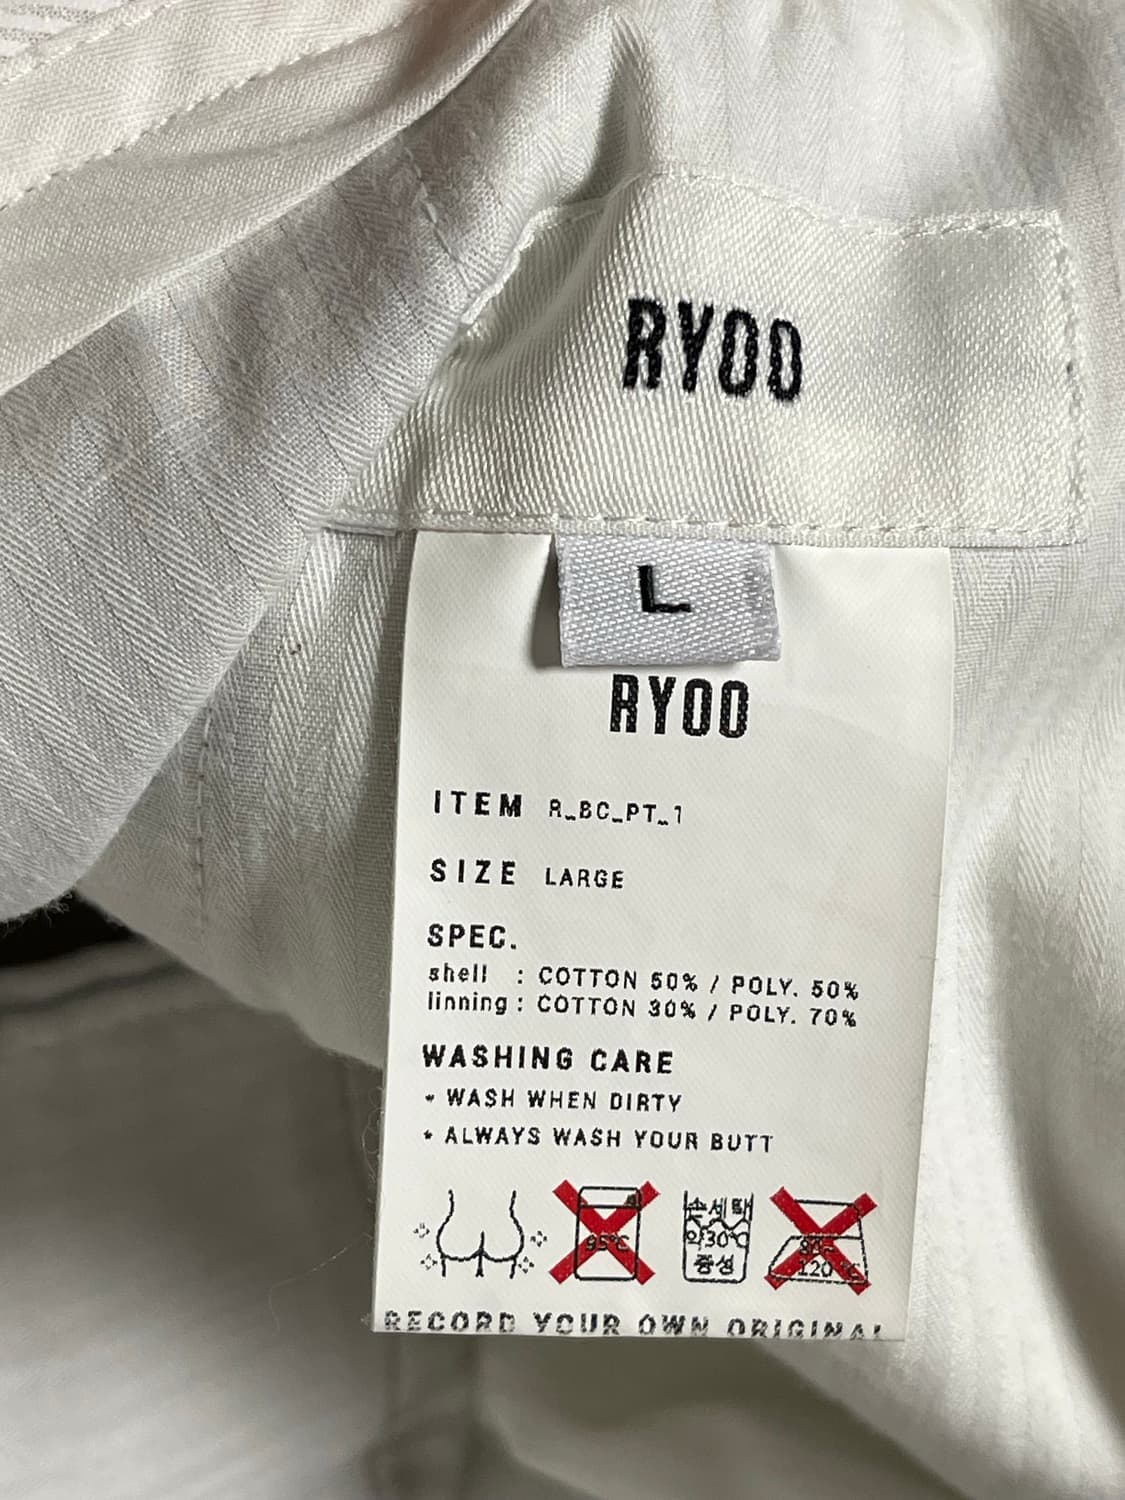 RYOO
L
RYOO
ITEM R_BC_PT_1
SIZE LARGE
SPEC.
shell : COTTON 50% / POLY. 50%
linning : COTTON 30% / POLY. 70%
WASHING CARE
* WASH WHEN DIRTY
* ALWAYS WASH YOUR BUTT
95°C
손세탁
약30°C
중성
120°C
RECORD YOUR OWN ORIGINAL